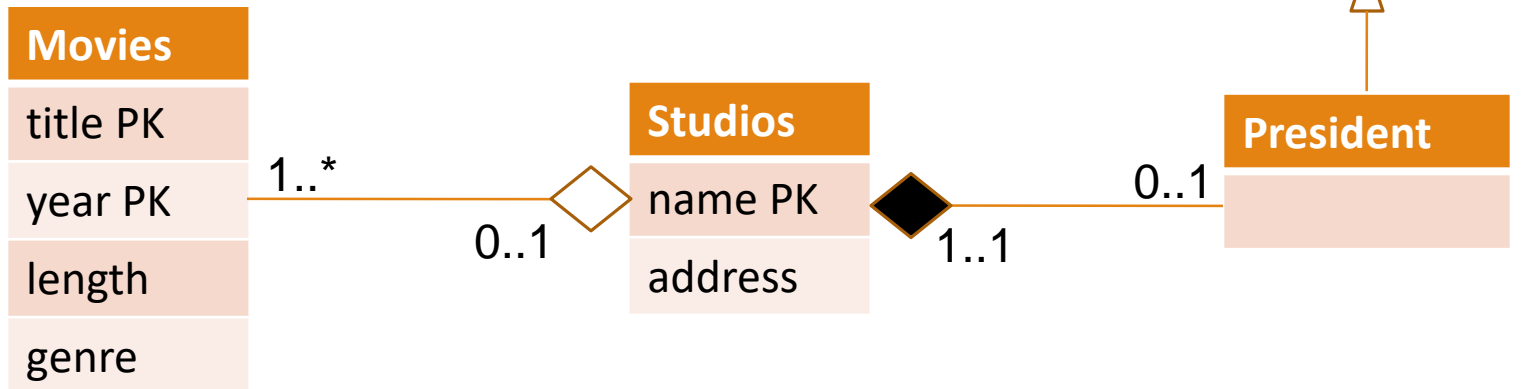 Movies
title PK
year PK
length
genre
1..*
0..1
Studios
name PK
address
1..1
0..1
President